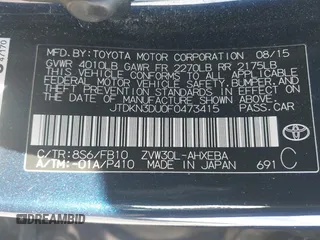 MFD.BY: TOYOTA MOTOR CORPORATION 08/15
GVWR 4010LB GAWR FR 2270LB RR 2175LB
THIS VEHICLE CONFORMS TO ALL APPLICABLE
FEDERAL MOTOR VEHICLE SAFETY, BUMPER, AND
THEFT PREVENTION STANDARDS IN EFFECT ON
THE DATE OF MANUFACTURE SHOWN ABOVE.
JTDKN3DU0F0473415
PASS. CAR
C/TR: 8S6/FB10 ZVW30L-AHXEBA
A/TM: -01A/P410 MADE IN JAPAN 691
C
TOYOTA
AUTOBIDMASTER